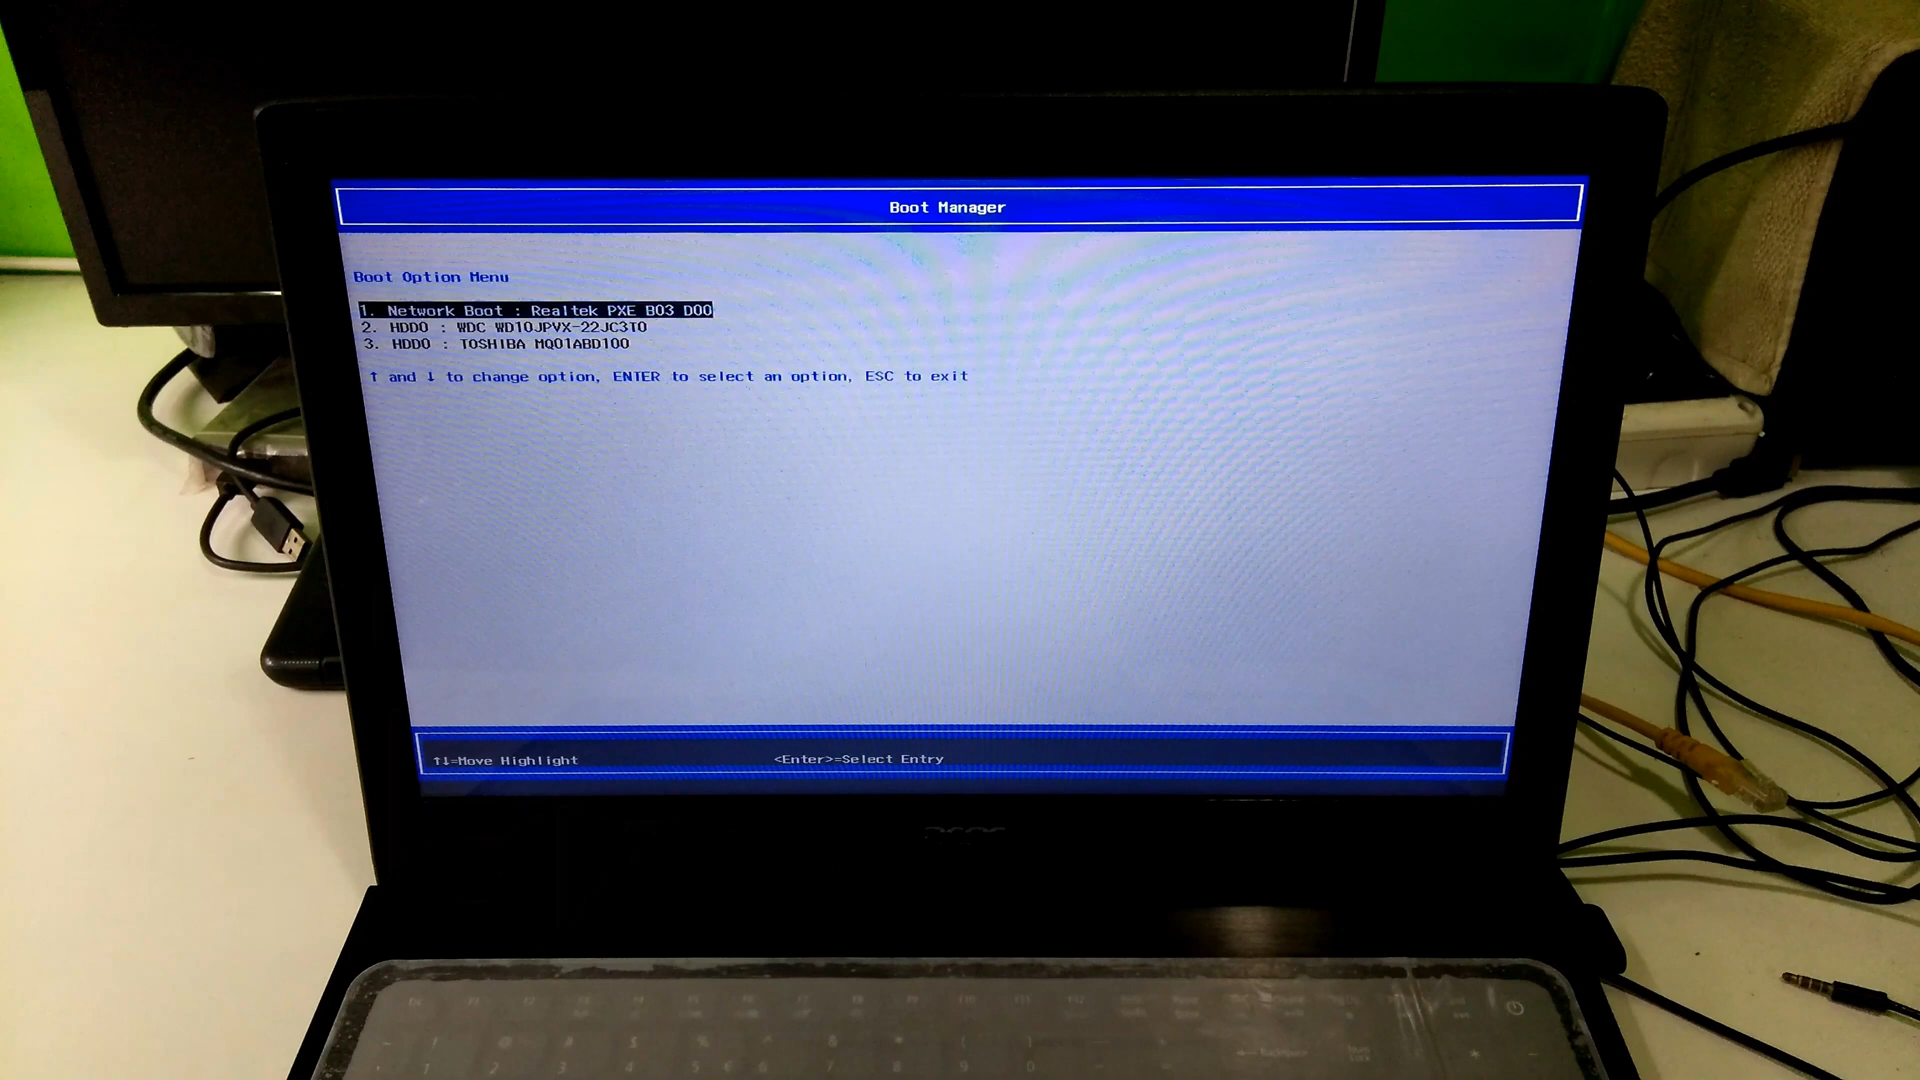 Boot Manager
Boot Option Menu
1. Network Boot : Realtek PXE B03 D00
2. HDD0 : WDC WD10JPVX-22JC3T0
3. HDD0 : TOSHIBA MQ01ABD100
↑ and ↓ to change option, ENTER to select an option, ESC to exit
↑↓=Move Highlight <Enter>=Select Entry
acer